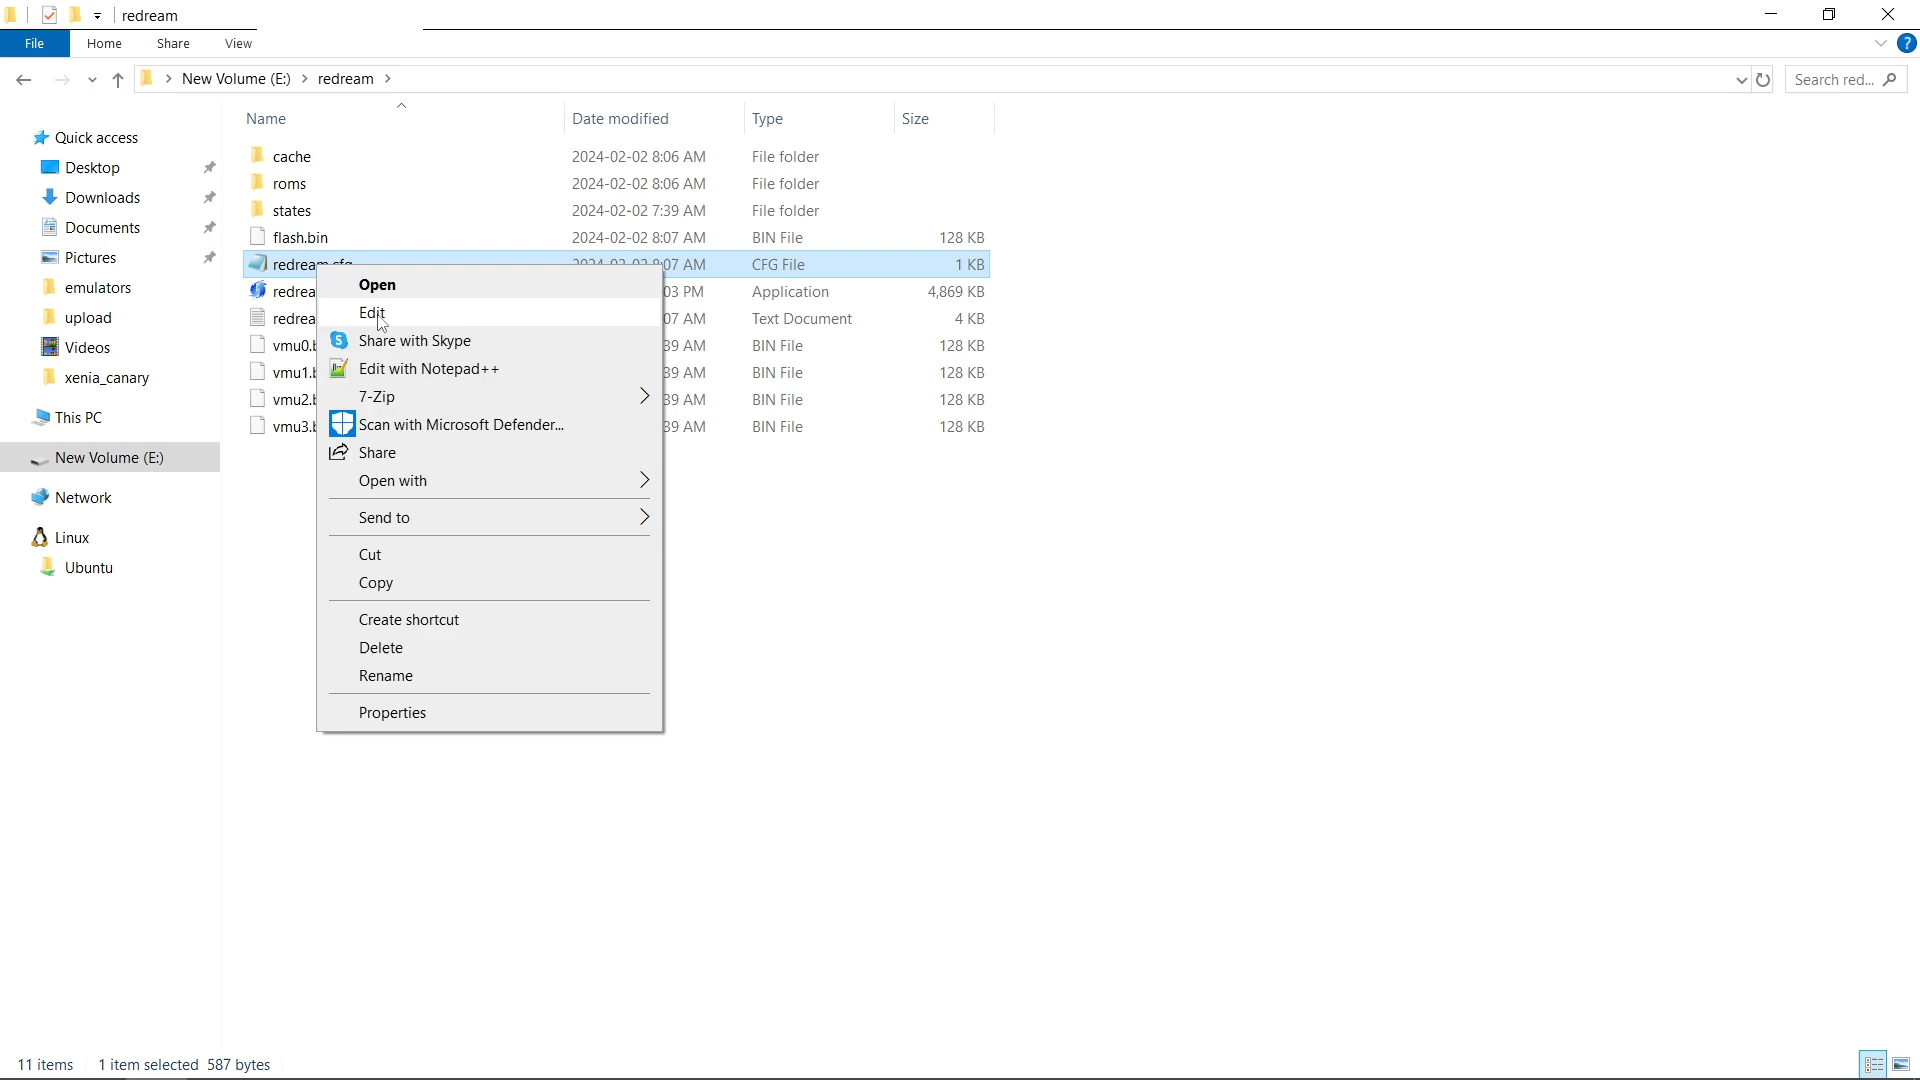 redream
File Home Share View
New Volume (E:) redream
Search red...
Name Date modified Type Size
Quick access
Desktop
Downloads
Documents
Pictures
emulators
upload
Videos
xenia_canary
This PC
New Volume (E:)
Network
Linux
Ubuntu
cache 2024-02-02 8:06 AM File folder
roms 2024-02-02 8:06 AM File folder
states 2024-02-02 7:39 AM File folder
flash.bin 2024-02-02 8:07 AM BIN File 128 KB
redream.cfg 2024-02-02 8:07 AM CFG File 1 KB
redrea 03 PM Application 4,869 KB
redrea 07 AM Text Document 4 KB
vmu0.b 39 AM BIN File 128 KB
vmu1.b 39 AM BIN File 128 KB
vmu2.b 39 AM BIN File 128 KB
vmu3.b 39 AM BIN File 128 KB
Open
Edit
Share with Skype
Edit with Notepad++
7-Zip
Scan with Microsoft Defender...
Share
Open with
Send to
Cut
Copy
Create shortcut
Delete
Rename
Properties
11 items 1 item selected 587 bytes